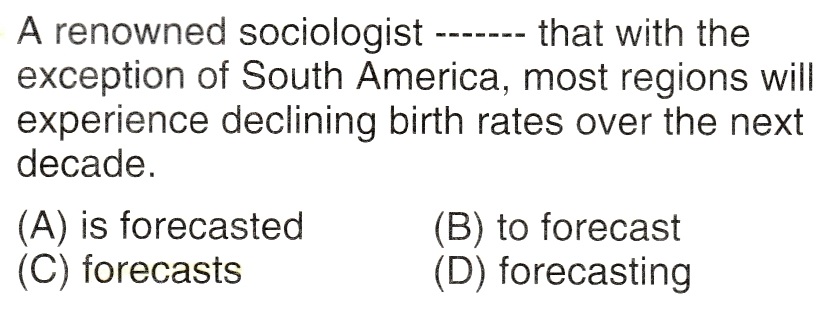 A renowned sociologist ------- that with the
exception of South America, most regions will
experience declining birth rates over the next
decade.
(A) is forecasted (B) to forecast
(C) forecasts (D) forecasting